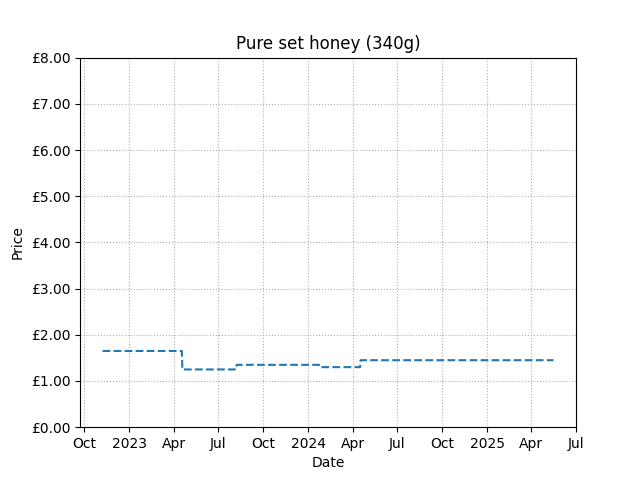 Pure set honey (340g)
£8.00
£7.00
£6.00
£5.00
£4.00
£3.00
£2.00
£1.00
£0.00
Price
Oct 2023 Apr Jul Oct 2024 Apr Jul Oct 2025 Apr Jul
Date